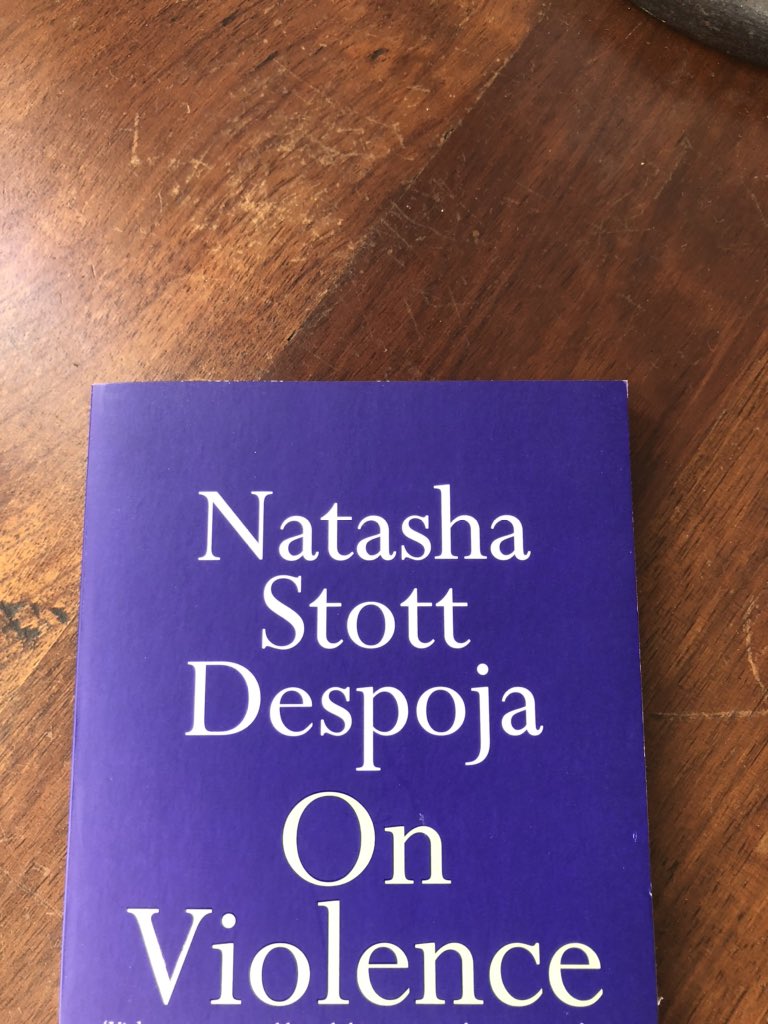 Natasha
Stott
Despoja
On
Violence